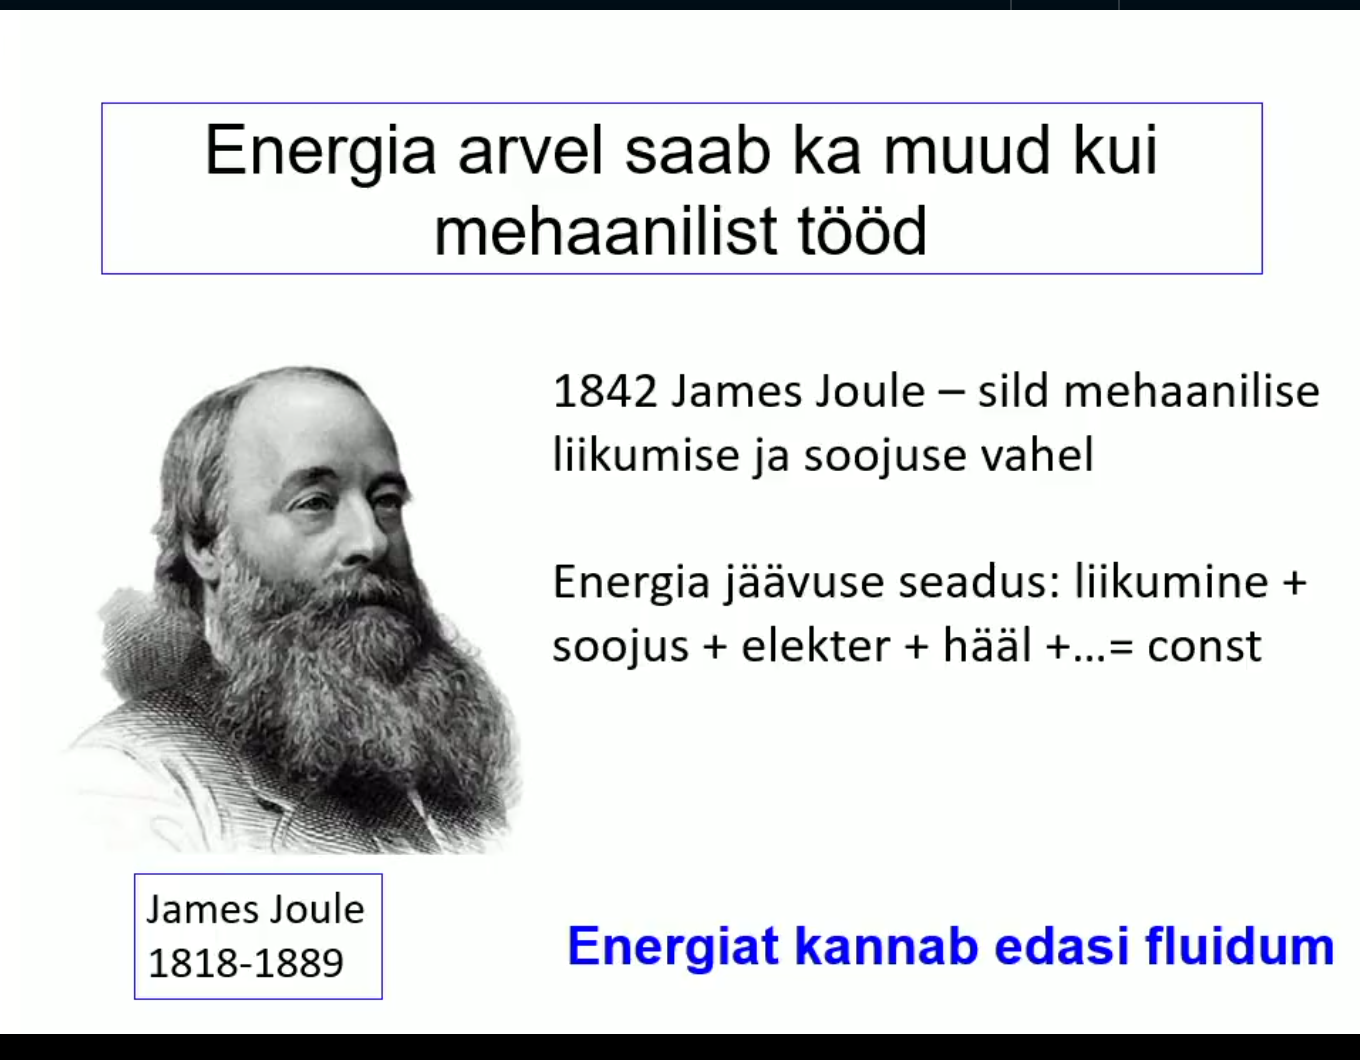 Energia arvel saab ka muud kui
mehaanilist tööd
1842 James Joule – sild mehaanilise
liikumise ja soojuse vahel
Energia jäävuse seadus: liikumine +
soojus + elekter + hääl +...= const
James Joule
1818-1889
Energiat kannab edasi fluidum